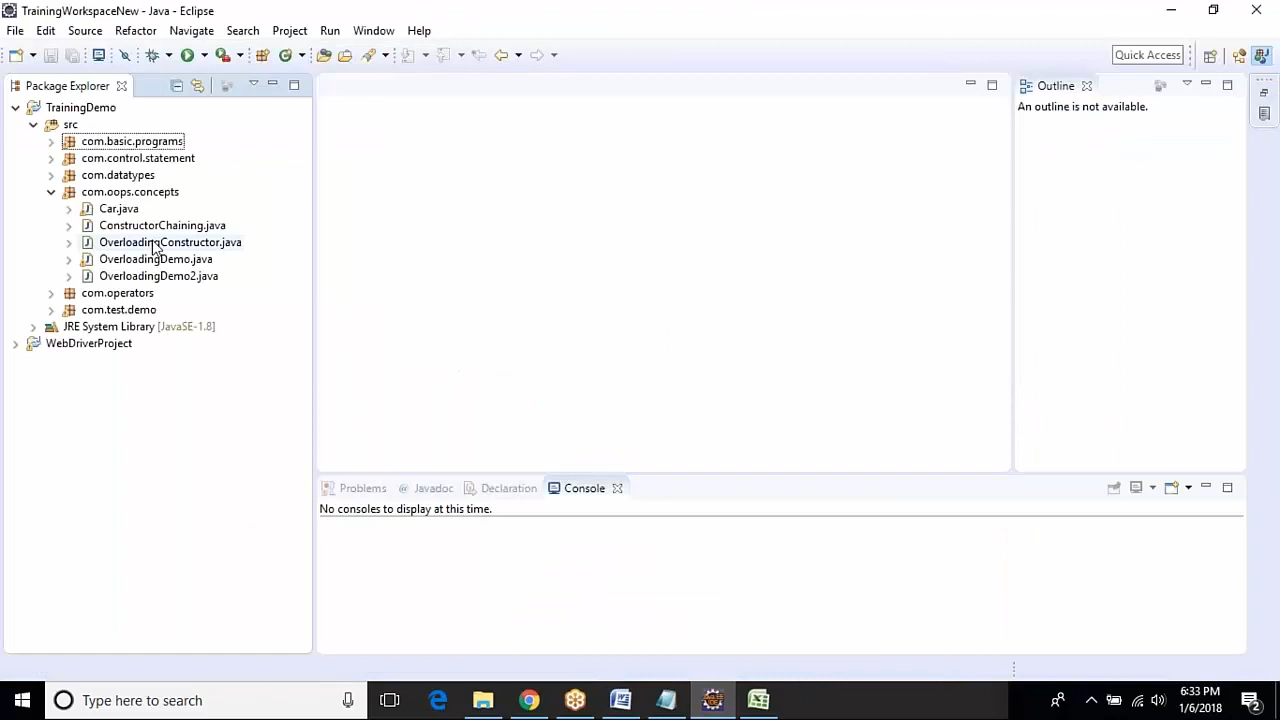 TrainingWorkspaceNew - Java - Eclipse
File Edit Source Refactor Navigate Search Project Run Window Help
Quick Access
Package Explorer
TrainingDemo
src
com.basic.programs
com.control.statement
com.datatypes
com.oops.concepts
Car.java
ConstructorChaining.java
OverloadingConstructor.java
OverloadingDemo.java
OverloadingDemo2.java
com.operators
com.test.demo
JRE System Library [JavaSE-1.8]
WebDriverProject
Outline
An outline is not available.
Problems Javadoc Declaration Console
No consoles to display at this time.
Type here to search
6:33 PM
1/6/2018
2